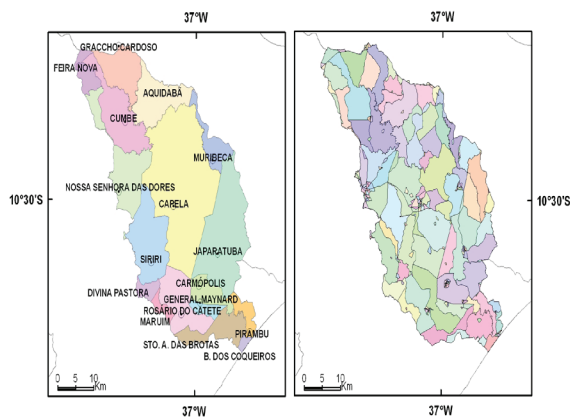 37°W
37°W
GRACCHO CARDOSO
FEIRA NOVA
AQUIDABÃ
CUMBE
MURIBECA
NOSSA SENHORA DAS DORES
10°30S
10°30S
CARELA
JAPARATUBA
SIRIRI
CARMÓPOLIS
DIVINA PASTORA
GENERAL MAYNARD
ROSÁRIO DO CATETE
MARUIM
PIRAMBU
STO. A. DAS BROTAS
B. DOS COQUEIROS
0 5 10
Km
0 5 10
Km
37°W
37°W